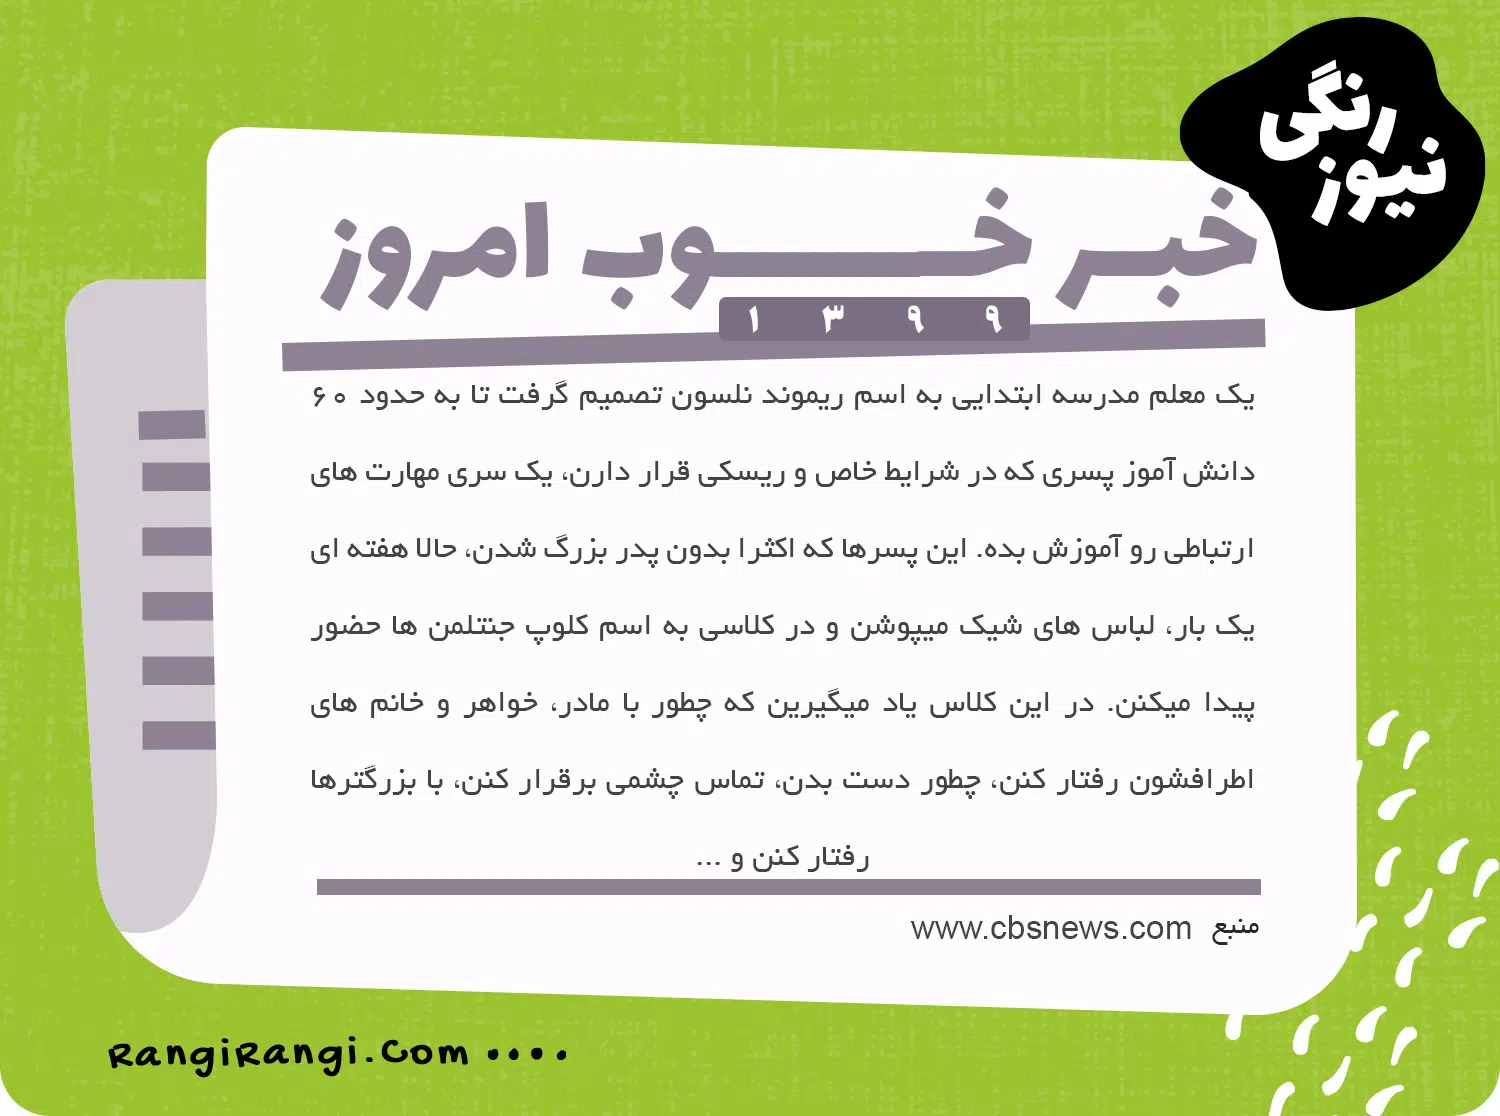 رنگی
نیوز
خبر خوب امروز
۱۳۹۹
یک معلم مدرسه ابتدایی به اسم ریموند نلسون تصمیم گرفت تا به حدود ۶۰
دانش آموز پسری که در شرایط خاص و ریسکی قرار دارن، یک سری مهارت های
ارتباطی رو آموزش بده. این پسرها که اکثرا بدون پدر بزرگ شدن، حالا هفته ای
یک بار، لباس های شیک میپوشن و در کلاسی به اسم کلوپ جنتلمن ها حضور
پیدا میکنن. در این کلاس یاد میگیرین که چطور با مادر، خواهر و خانم های
اطرافشون رفتار کنن، چطور دست بدن، تماس چشمی برقرار کنن، با بزرگترها
رفتار کنن و ...
منبع www.cbsnews.com
RangiRangi.Com ....